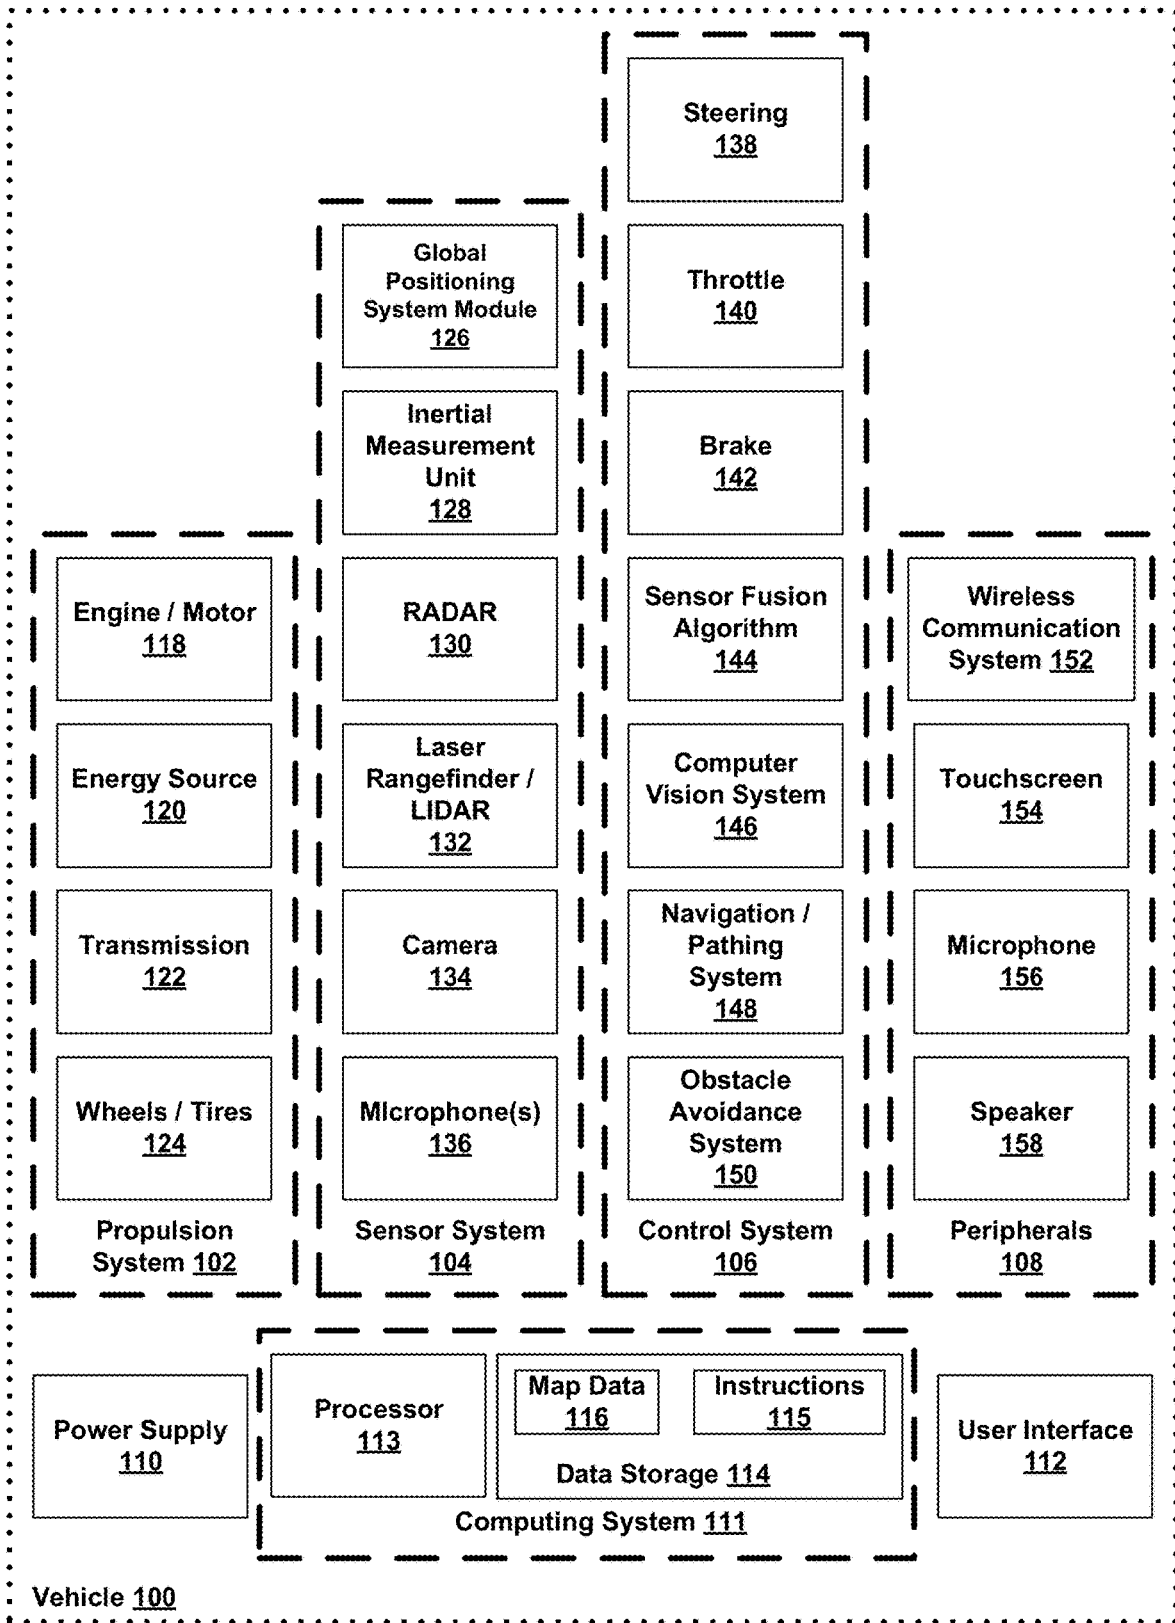 Steering
138
Throttle
140
Brake
142
Sensor Fusion
Algorithm
144
Computer
Vision System
146
Navigation /
Pathing
System
148
Obstacle
Avoidance
System
150
Control System
106
Global
Positioning
System Module
126
Inertial
Measurement
Unit
128
RADAR
130
Laser
Rangefinder /
LIDAR
132
Camera
134
MIcrophone(s)
136
Sensor System
104
Engine / Motor
118
Energy Source
120
Transmission
122
Wheels / Tires
124
Propulsion
System 102
Wireless
Communication
System 152
Touchscreen
154
Microphone
156
Speaker
158
Peripherals
108
Power Supply
110
Processor
113
Map Data
116
Instructions
115
Data Storage 114
Computing System 111
User Interface
112
Vehicle 100